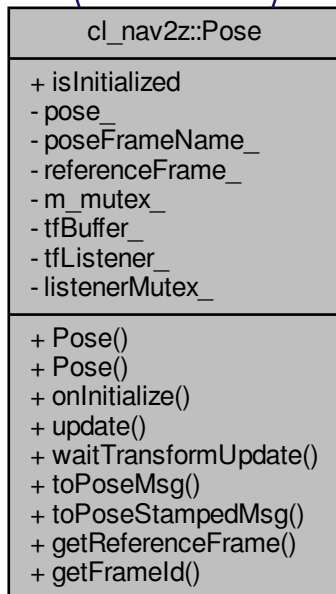 cl_nav2z::Pose
+ isInitialized
- pose_
- poseFrameName_
- referenceFrame_
- m_mutex_
- tfBuffer_
- tfListener_
- listenerMutex_
+ Pose()
+ Pose()
+ onInitialize()
+ update()
+ waitTransformUpdate()
+ toPoseMsg()
+ toPoseStampedMsg()
+ getReferenceFrame()
+ getFrameId()